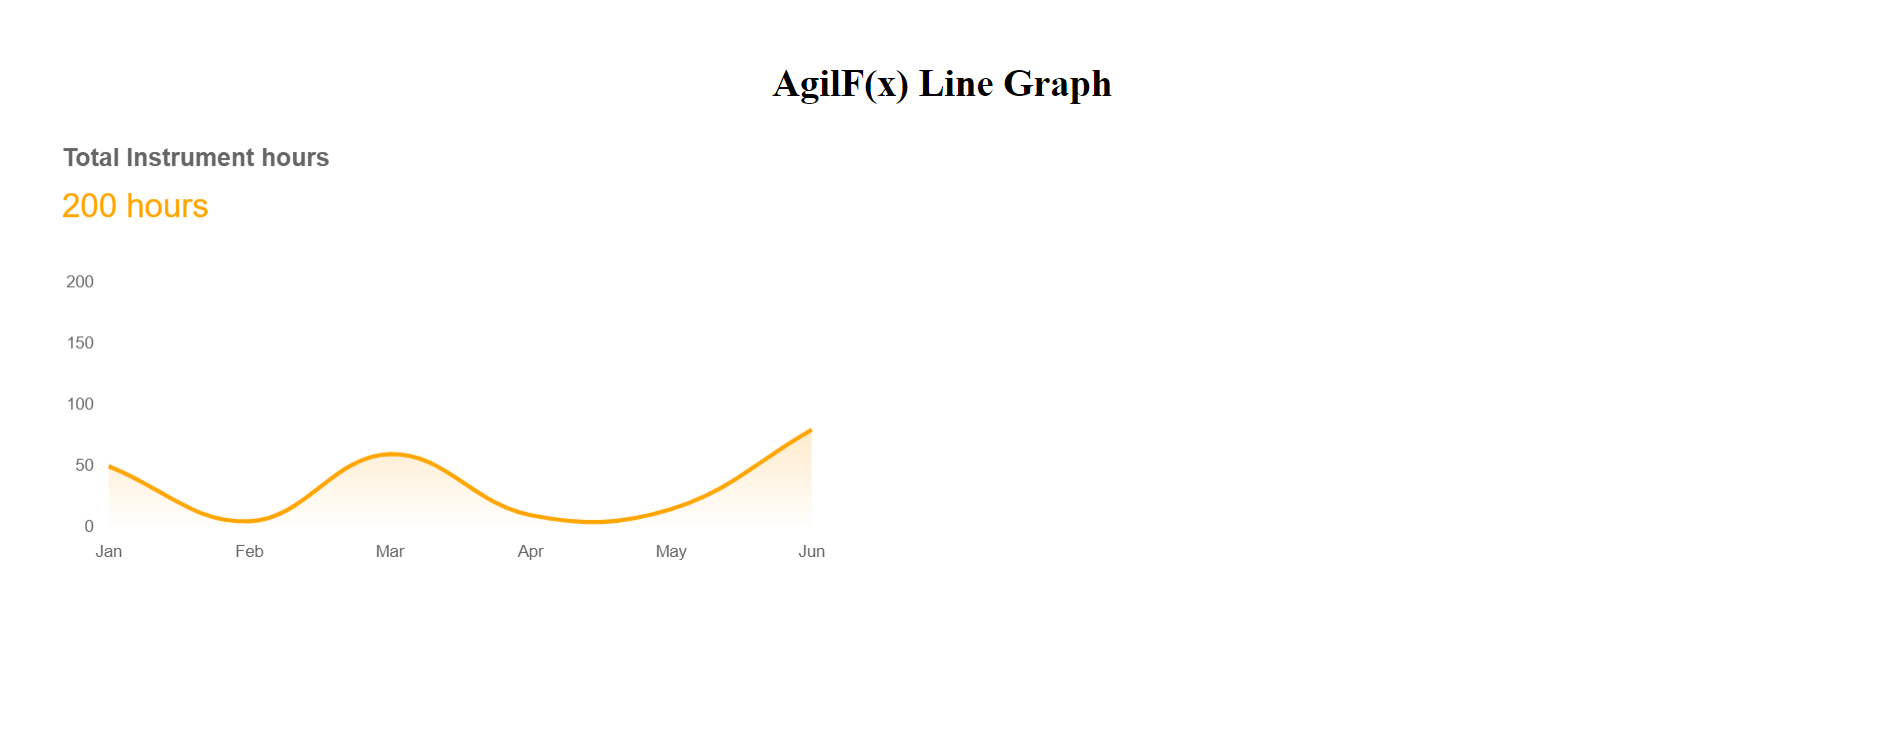 AgilF(x) Line Graph
Total Instrument hours
200 hours
200
150
100
50
0
Jan Feb Mar Apr May Jun